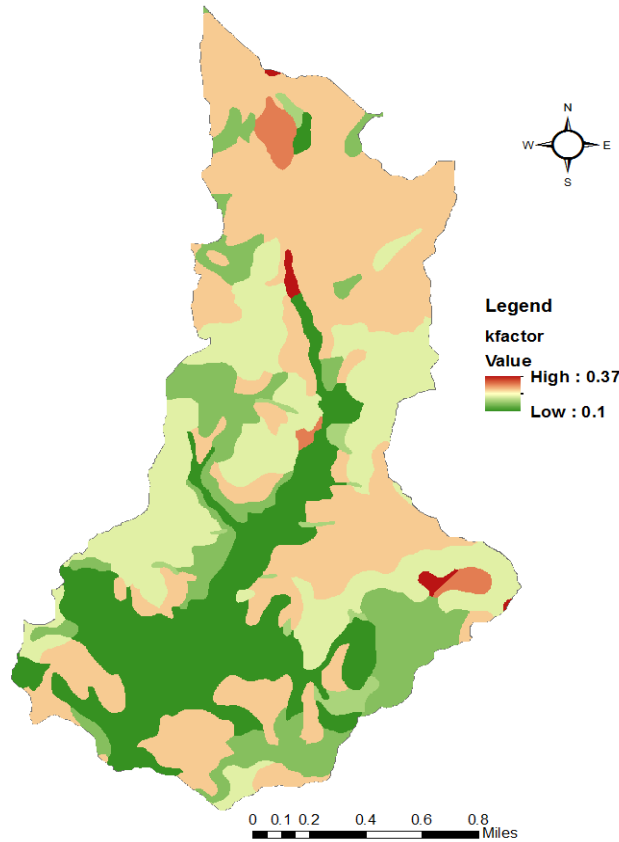 N
W E
S
Legend
kfactor
Value
High : 0.37
Low : 0.1
0 0.1 0.2 0.4 0.6 0.8
Miles